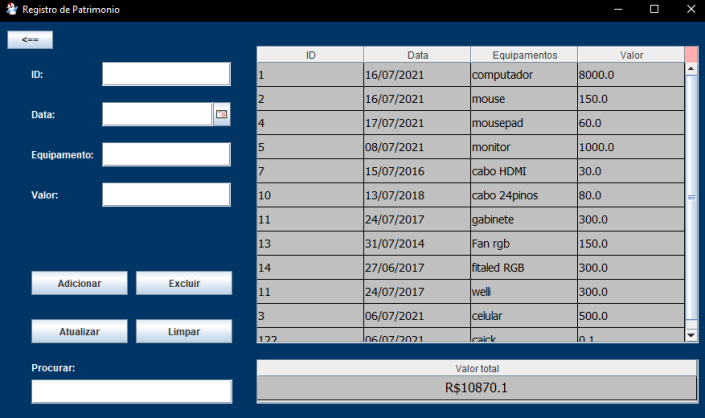 Registro de Patrimonio
<==
ID:
Data:
Equipamento:
Valor:
Adicionar Excluir
Atualizar Limpar
Procurar:
ID Data Equipamentos Valor
1 16/07/2021 computador 8000.0
2 16/07/2021 mouse 150.0
4 17/07/2021 mousepad 60.0
5 08/07/2021 monitor 1000.0
7 15/07/2016 cabo HDMI 30.0
10 13/07/2018 cabo 24pinos 80.0
11 24/07/2017 gabinete 300.0
13 31/07/2014 Fan rgb 150.0
14 27/06/2017 fitaled RGB 300.0
11 24/07/2017 welli 300.0
3 06/07/2021 celular 500.0
122 06/07/2021 caick 0.1
Valor total
R$10870.1